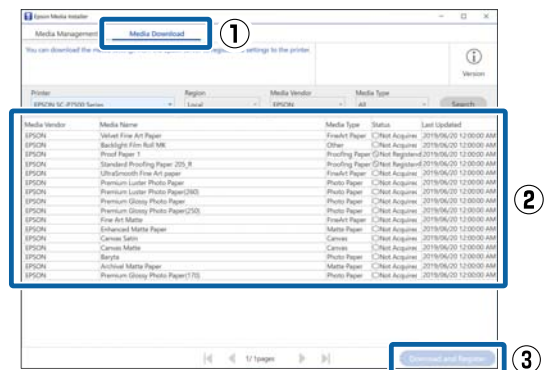 Epson Media Installer
Media Management Media Download
①
You can download the
settings to the printer.
Version
Printer Region Media Vendor Media Type
EPSON SC-P7500 Series Local EPSON All Search
Media Vendor Media Name Media Type Status Last Updated
EPSON Velvet Fine Art Paper FineArt Paper Not Acquired 2019/06/20 12:00:00 AM
EPSON Backlight Film Roll MK Other Not Acquired 2019/06/20 12:00:00 AM
EPSON Proof Paper 1 Proofing Paper Not Registered 2019/06/20 12:00:00 AM
EPSON Standard Proofing Paper 205_R Proofing Paper Not Registered 2019/06/20 12:00:00 AM
EPSON UltraSmooth Fine Art paper FineArt Paper Not Acquired 2019/06/20 12:00:00 AM
EPSON Premium Luster Photo Paper Photo Paper Not Acquired 2019/06/20 12:00:00 AM
EPSON Premium Luster Photo Paper(260) Photo Paper Not Acquired 2019/06/20 12:00:00 AM
EPSON Premium Glossy Photo Paper Photo Paper Not Acquired 2019/06/20 12:00:00 AM
EPSON Premium Glossy Photo Paper(250) Photo Paper Not Acquired 2019/06/20 12:00:00 AM
EPSON Fine Art Matte FineArt Paper Not Acquired 2019/06/20 12:00:00 AM
EPSON Enhanced Matte Paper Matte Paper Not Acquired 2019/06/20 12:00:00 AM
EPSON Canvas Satin Canvas Not Acquired 2019/06/20 12:00:00 AM
EPSON Canvas Matte Canvas Not Acquired 2019/06/20 12:00:00 AM
EPSON Baryta Photo Paper Not Acquired 2019/06/20 12:00:00 AM
EPSON Archival Matte Paper Matte Paper Not Acquired 2019/06/20 12:00:00 AM
EPSON Premium Glossy Photo Paper(170) Photo Paper Not Acquired 2019/06/20 12:00:00 AM
②
1/ 1pages Download and Register
③